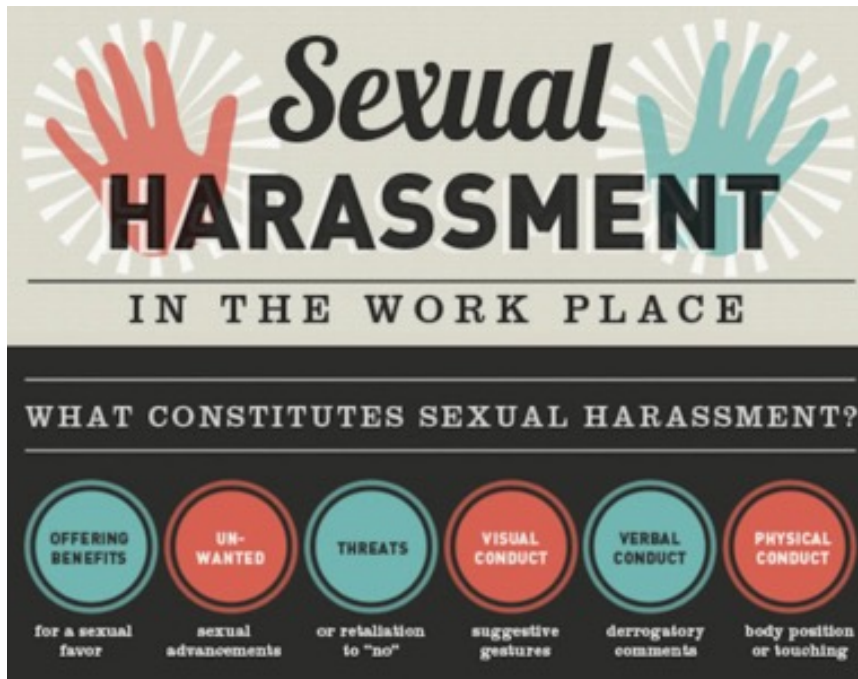 Sexual
HARASSMENT
IN THE WORK PLACE
WHAT CONSTITUTES SEXUAL HARASSMENT?
OFFERING
BENEFITS
for a sexual
favor
UN-
WANTED
sexual
advancements
THREATS
or retaliation
to "no"
VISUAL
CONDUCT
suggestive
gestures
VERBAL
CONDUCT
derrogatory
comments
PHYSICAL
CONDUCT
body position
or touching